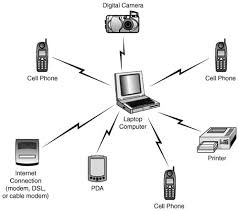 Digital Camera
Cell Phone
Cell Phone
Laptop
Computer
Internet
Connection
(modem, DSL,
or cable modem)
PDA
Cell Phone
Printer